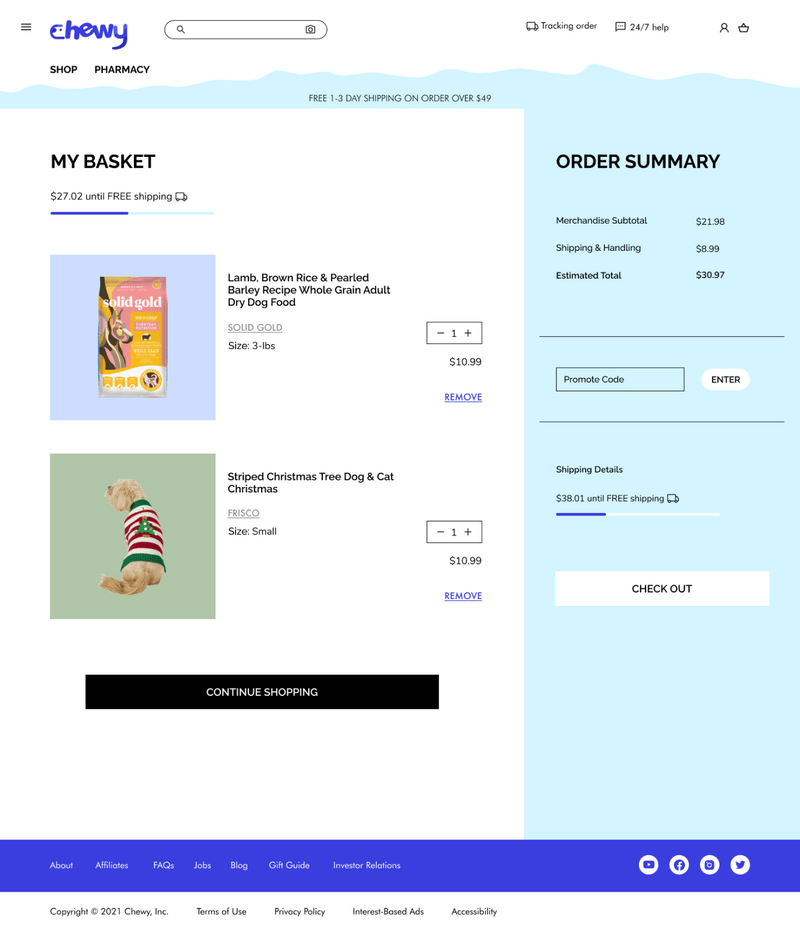 chewy
Tracking order
24/7 help
SHOP PHARMACY
FREE 1-3 DAY SHIPPING ON ORDER OVER $49
MY BASKET
$27.02 until FREE shipping
solid gold
Lamb, Brown Rice & Pearled
Barley Recipe Whole Grain Adult
Dry Dog Food
SOLID GOLD
Size: 3-lbs
− 1 +
$10.99
REMOVE
Striped Christmas Tree Dog & Cat
Christmas
FRISCO
Size: Small
− 1 +
$10.99
REMOVE
CONTINUE SHOPPING
ORDER SUMMARY
Merchandise Subtotal $21.98
Shipping & Handling $8.99
Estimated Total $30.97
Promote Code ENTER
Shipping Details
$38.01 until FREE shipping
CHECK OUT
About Affiliates FAQs Jobs Blog Gift Guide Investor Relations
Copyright © 2021 Chewy, Inc. Terms of Use Privacy Policy Interest-Based Ads Accessibility